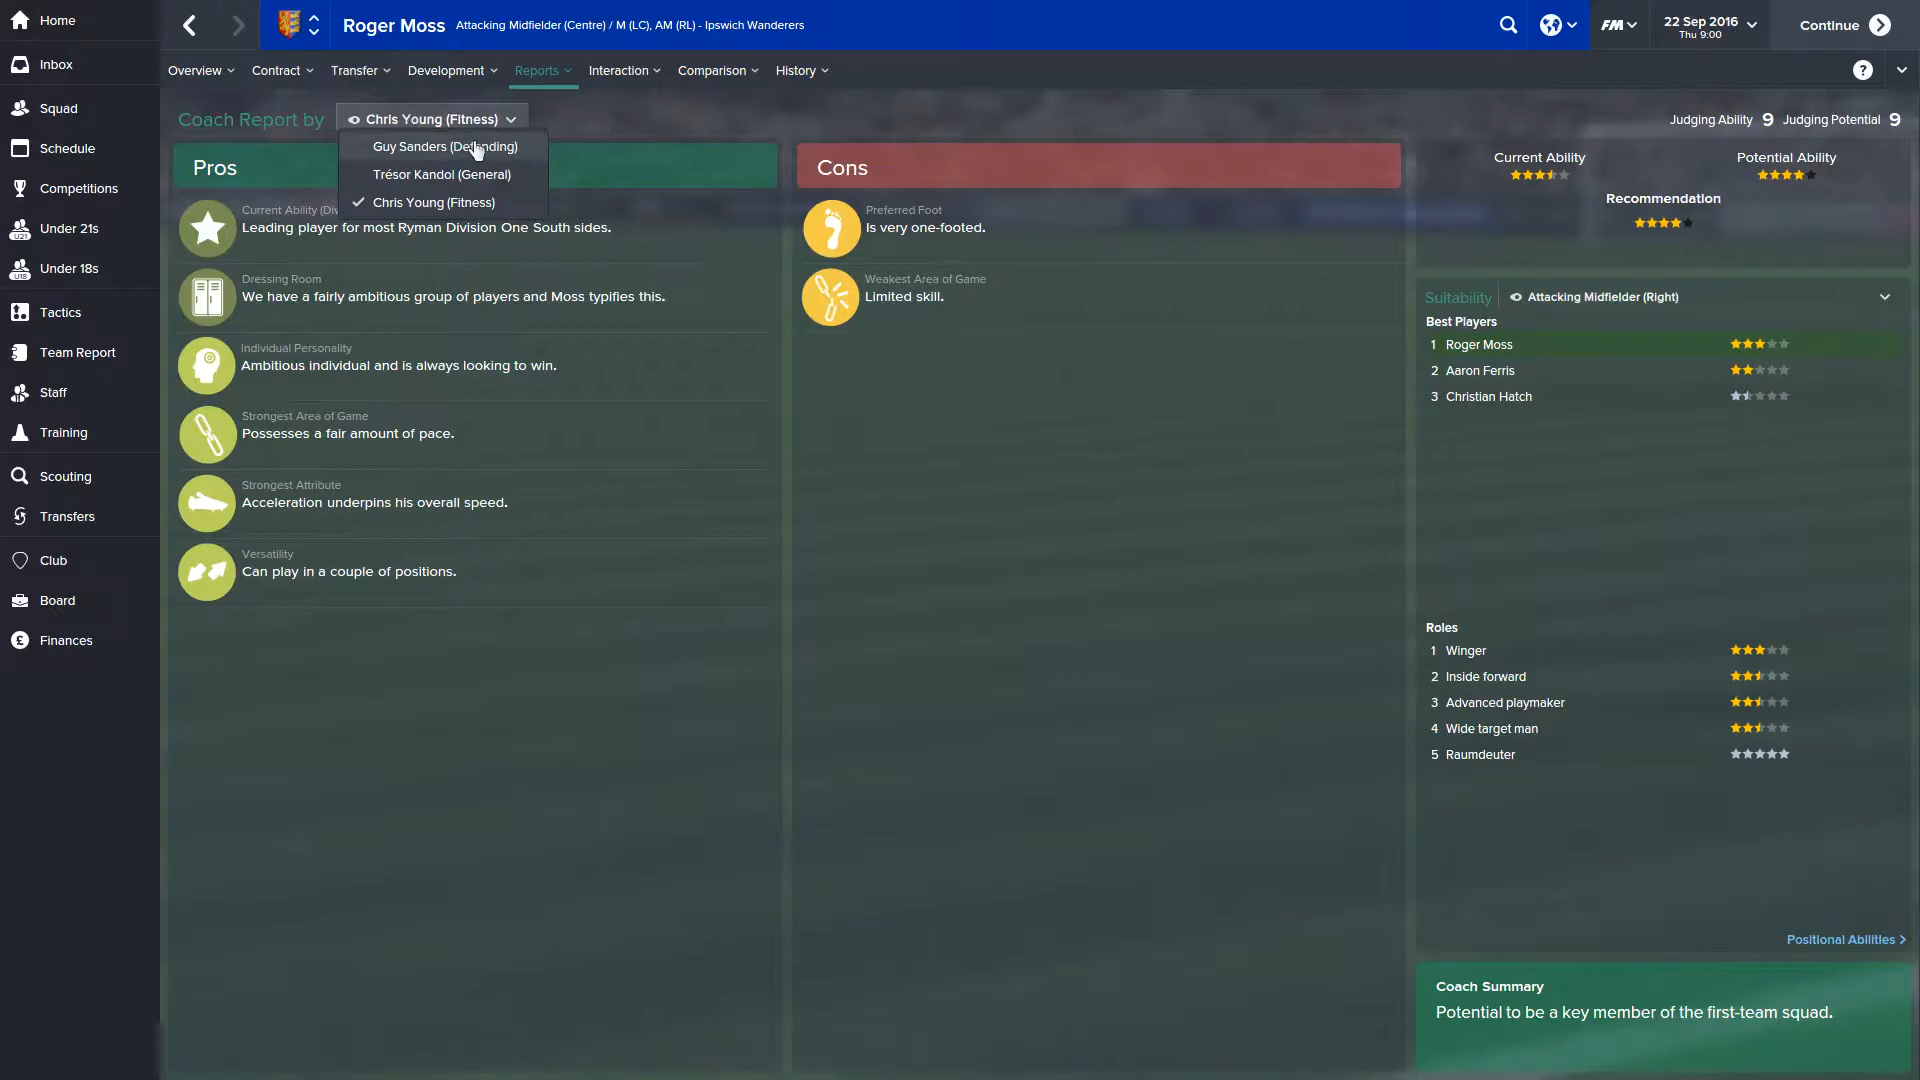 Home
Inbox
Squad
Schedule
Competitions
Under 21s
U21
Under 18s
U18
Tactics
Team Report
Staff
Training
Scouting
Transfers
Club
Board
Finances
Roger Moss Attacking Midfielder (Centre) / M (LC), AM (RL) - Ipswich Wanderers
FM
22 Sep 2016
Thu 9:00
Continue
Overview Contract Transfer Development Reports Interaction Comparison History
?
Coach Report by Chris Young (Fitness)
Guy Sanders (Defending)
Trésor Kandol (General)
Chris Young (Fitness)
Judging Ability 9 Judging Potential 9
Pros
Current Ability (Div
Leading player for most Ryman Division One South sides.
Dressing Room
We have a fairly ambitious group of players and Moss typifies this.
Individual Personality
Ambitious individual and is always looking to win.
Strongest Area of Game
Possesses a fair amount of pace.
Strongest Attribute
Acceleration underpins his overall speed.
Versatility
Can play in a couple of positions.
Cons
Preferred Foot
Is very one-footed.
Weakest Area of Game
Limited skill.
Current Ability Potential Ability
Recommendation
Suitability Attacking Midfielder (Right)
Best Players
1 Roger Moss
2 Aaron Ferris
3 Christian Hatch
Roles
1 Winger
2 Inside forward
3 Advanced playmaker
4 Wide target man
5 Raumdeuter
Positional Abilities >
Coach Summary
Potential to be a key member of the first-team squad.